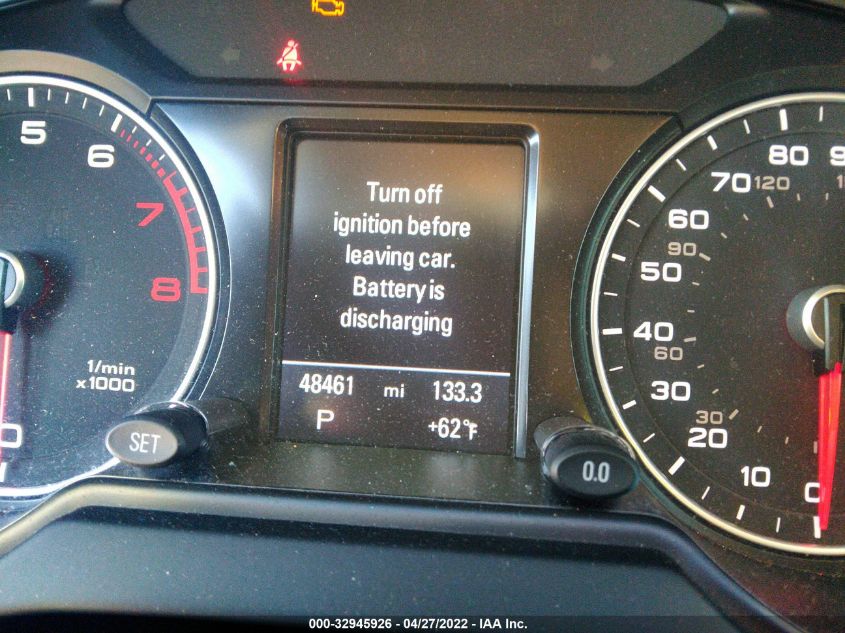 Turn off
ignition before
leaving car.
Battery is
discharging
48461 mi 133.3
P +62°F
5
6
7
8
1/min
x1000
0
SET
0.0
80
70 120
60
90
50
40
60
30
30
20
10
0
000-32945926 - 04/27/2022 - IAA Inc.